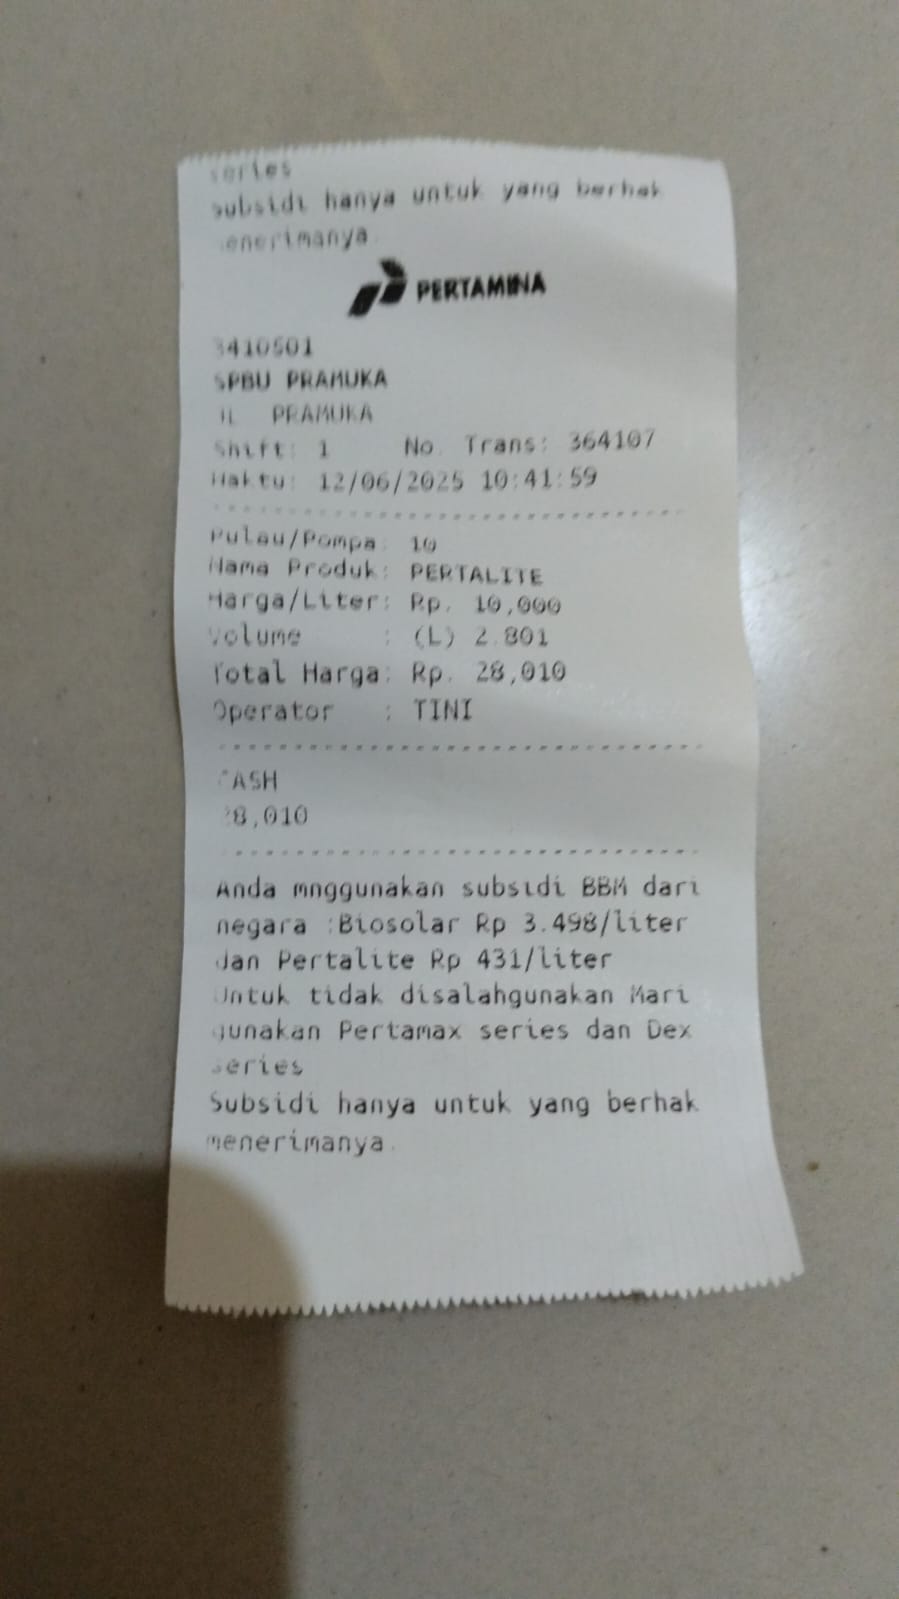 series
subsidi hanya untuk yang berhak
menerimanya.
PERTAMINA
3410501
SPBU PRAMUKA
JL PRAMUKA
Shift: 1 No. Trans: 364107
Waktu: 12/06/2025 10:41:59
Pulau/Pompa: 10
Nama Produk: PERTALITE
Harga/Liter: Rp. 10,000
Volume : (L) 2.801
Total Harga: Rp. 28,010
Operator : TINI
CASH
28,010
Anda mnggunakan subsidi BBM dari
negara :Biosolar Rp 3.498/liter
dan Pertalite Rp 431/liter
Untuk tidak disalahgunakan Mari
gunakan Pertamax series dan Dex
series
Subsidi hanya untuk yang berhak
menerimanya.